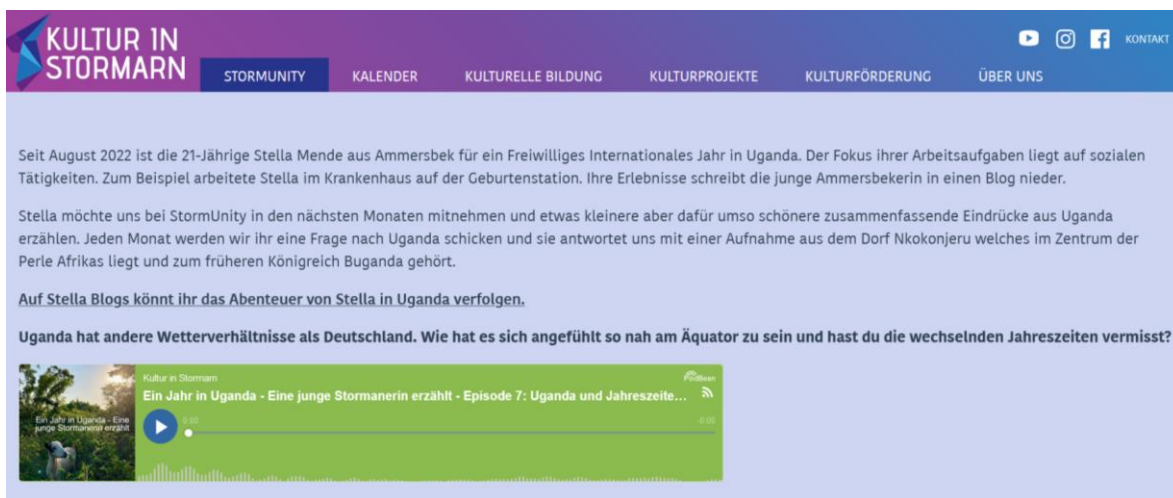 KULTUR IN
STORMARN
KONTAKT
STORMUNITY KALENDER KULTURELLE BILDUNG KULTURPROJEKTE KULTURFÖRDERUNG ÜBER UNS
Seit August 2022 ist die 21-Jährige Stella Mende aus Ammersbek für ein Freiwilliges Internationales Jahr in Uganda. Der Fokus ihrer Arbeitsaufgaben liegt auf sozialen
Tätigkeiten. Zum Beispiel arbeitete Stella im Krankenhaus auf der Geburtenstation. Ihre Erlebnisse schreibt die junge Ammersbekerin in einen Blog nieder.
Stella möchte uns bei StormUnity in den nächsten Monaten mitnehmen und etwas kleinere aber dafür umso schönere zusammenfassende Eindrücke aus Uganda
erzählen. Jeden Monat werden wir ihr eine Frage nach Uganda schicken und sie antwortet uns mit einer Aufnahme aus dem Dorf Nkokonjeru welches im Zentrum der
Perle Afrikas liegt und zum früheren Königreich Buganda gehört.
Auf Stella Blogs könnt ihr das Abenteuer von Stella in Uganda verfolgen.
Uganda hat andere Wetterverhältnisse als Deutschland. Wie hat es sich angefühlt so nah am Äquator zu sein und hast du die wechselnden Jahreszeiten vermisst?
Kultur in Stormarn
PodBean
Ein Jahr in Uganda - Eine junge Stormanerin erzählt - Episode 7: Uganda und Jahreszeite...
Ein Jahr in Uganda - Eine
junge Stormanerin erzählt
0:00
-0:00